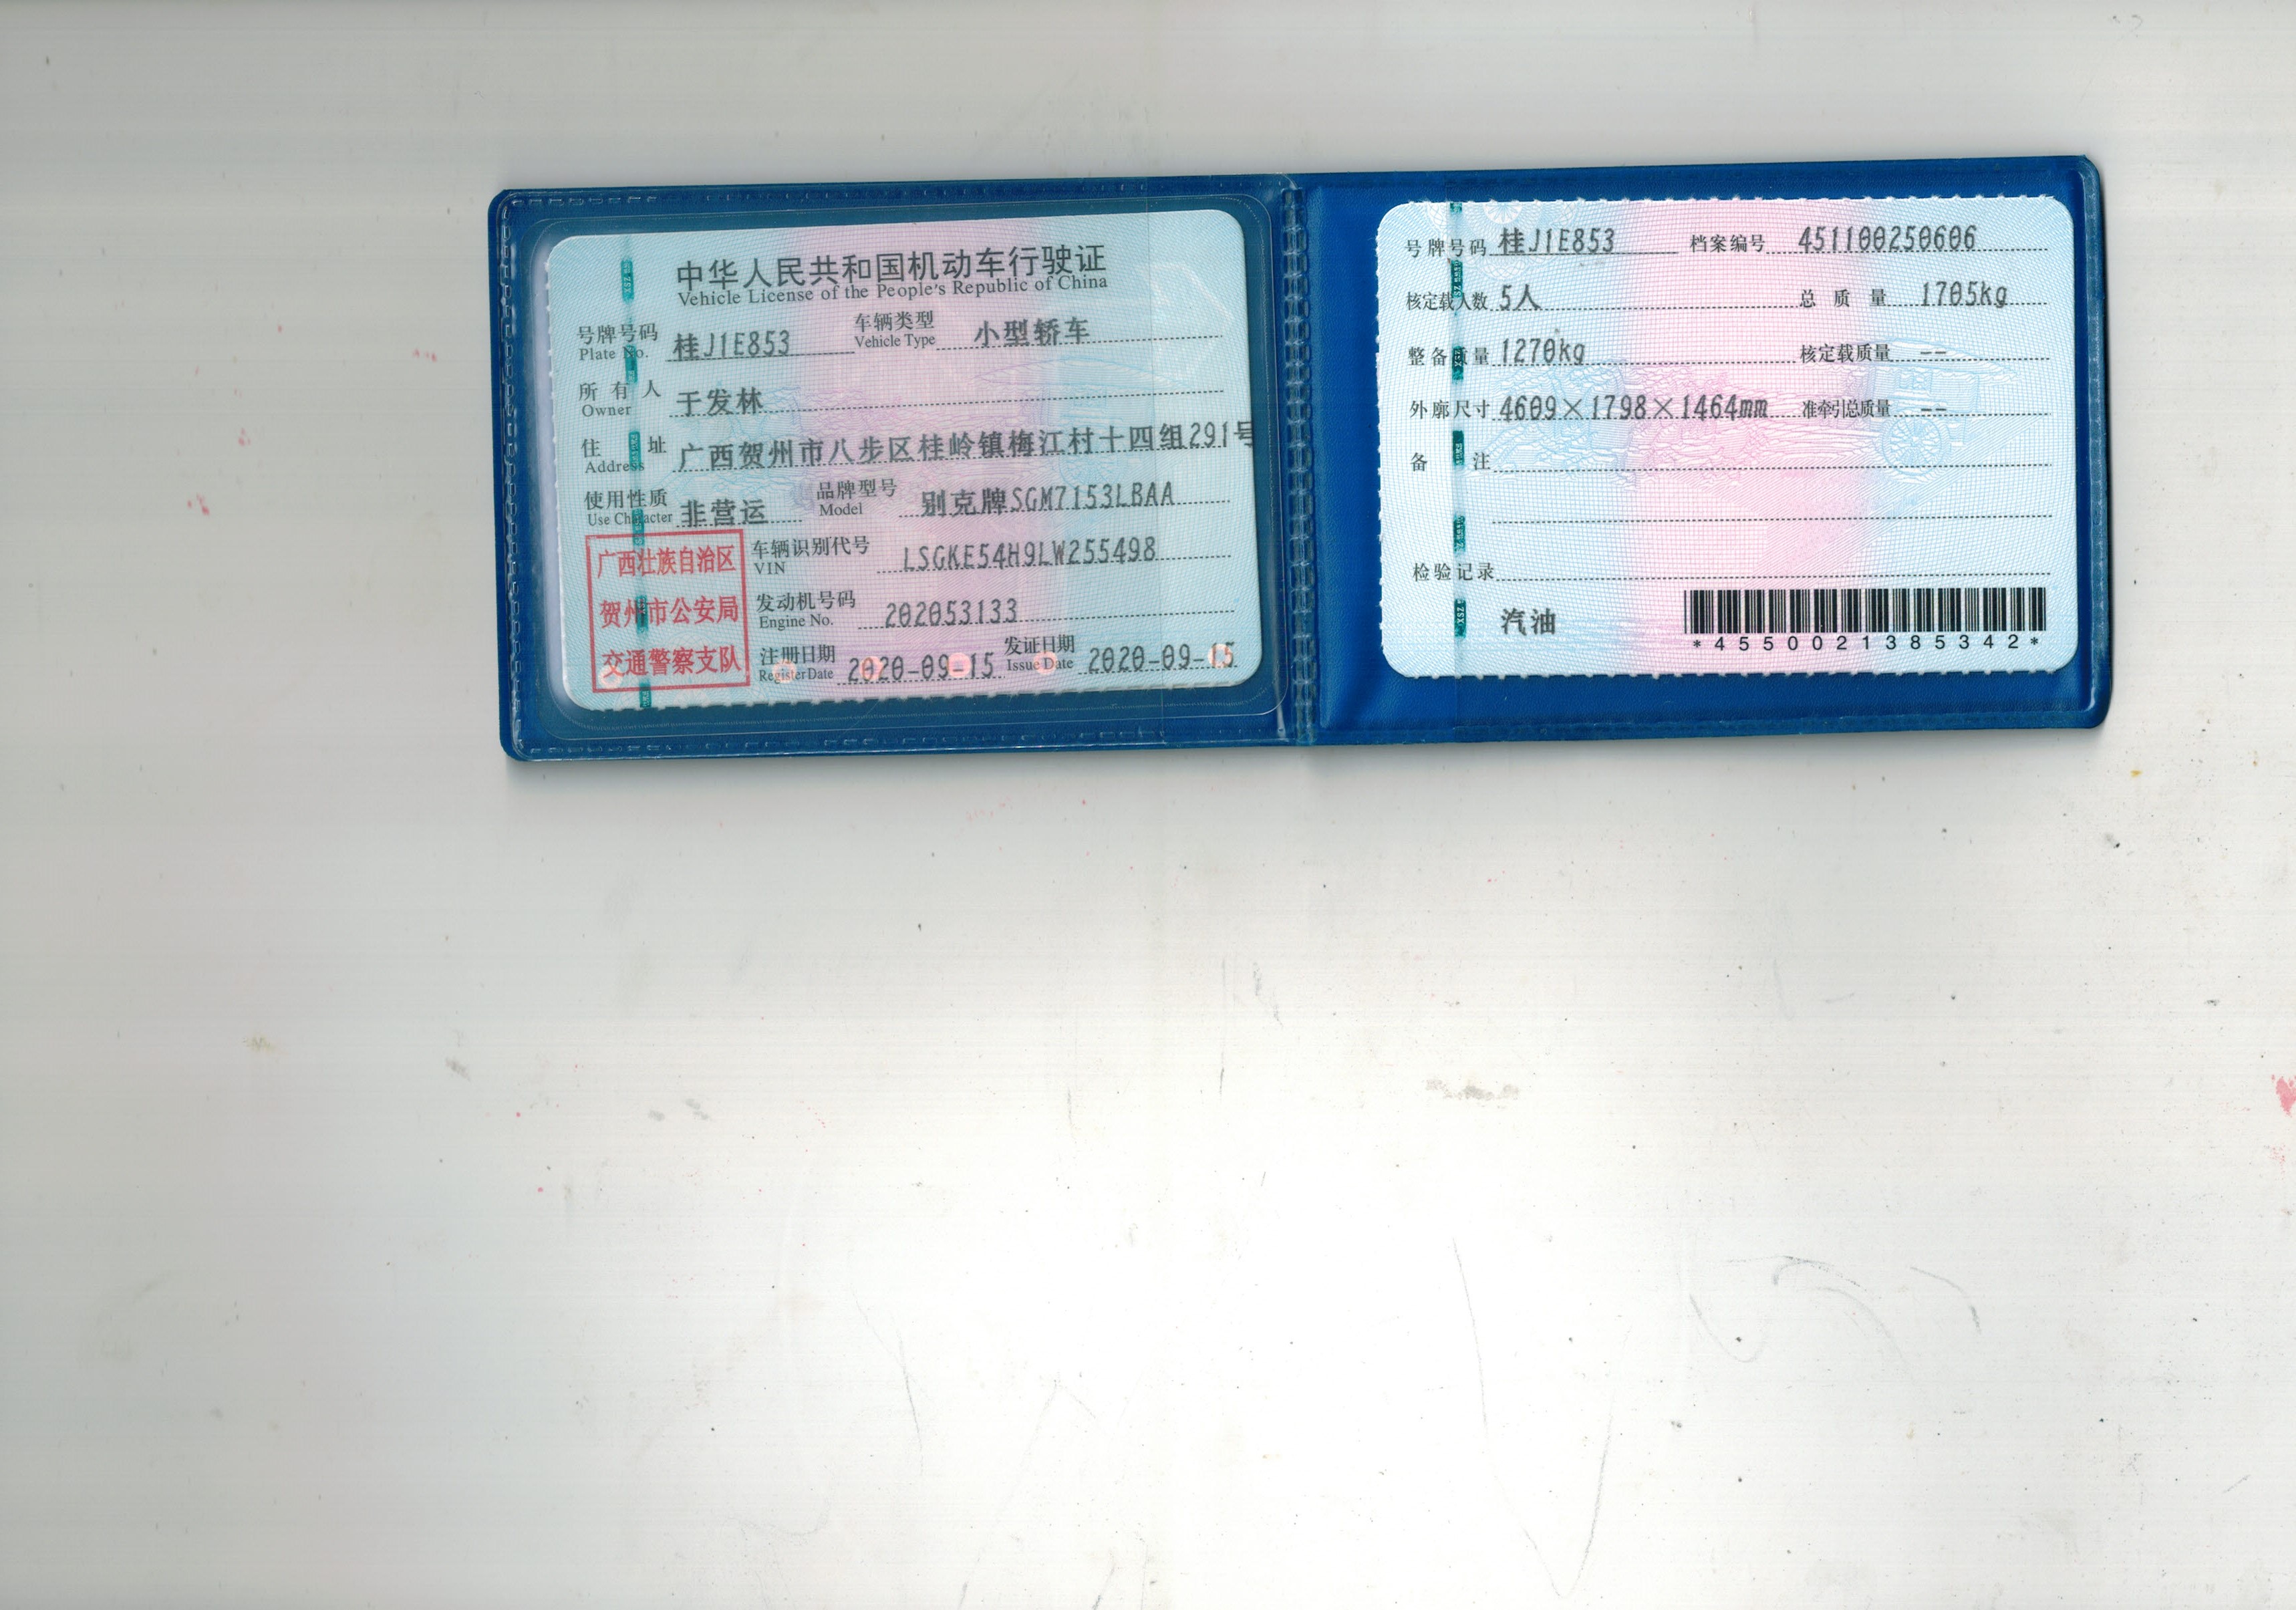 中华人民共和国机动车行驶证
Vehicle License of the People's Republic of China
号牌号码 Plate No. 桂J1E853 车辆类型 Vehicle Type 小型轿车
所有人 Owner 于发林
住址 Address 广西贺州市八步区桂岭镇梅江村十四组291号
使用性质 Use Character 非营运 品牌型号 Model 别克牌SGM7153LBAA
广西壮族自治区
贺州市公安局
交通警察支队
车辆识别代号 VIN LSGKE54H9LW255498
发动机号码 Engine No. 202053133
注册日期 Register Date 2020-09-15 发证日期 Issue Date 2020-09-15
号牌号码 桂J1E853 档案编号 451100250606
核定载人数 5人 总质量 1705kg
整备质量 1270kg 核定载质量 --
外廓尺寸 4609×1798×1464mm 准牵引总质量 --
备注
检验记录
汽油
*4550021385342*